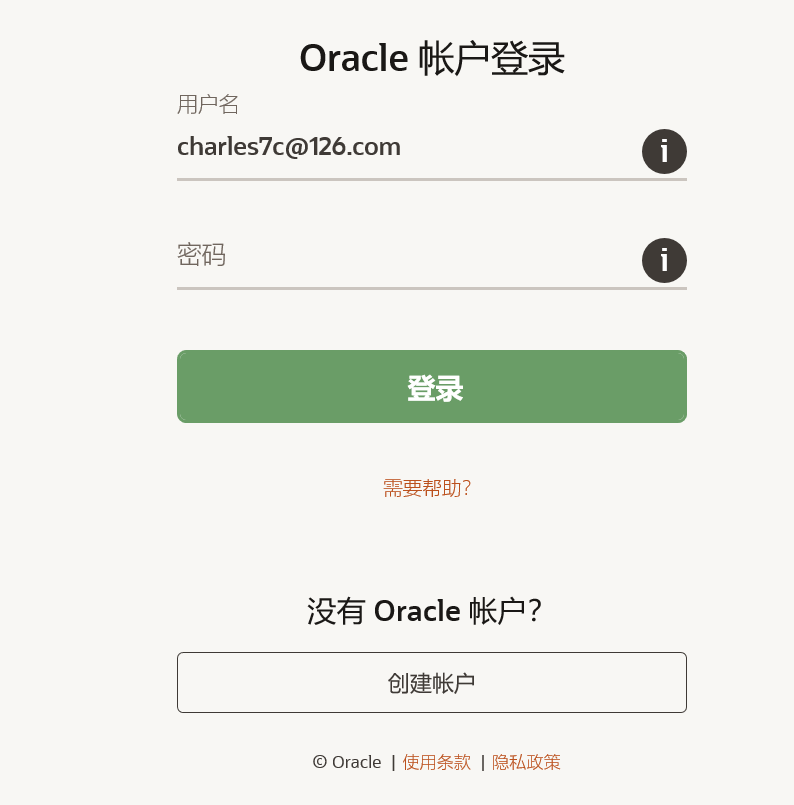 Oracle 帐户登录
用户名
charles7c@126.com
i
密码
i
登录
需要帮助?
没有 Oracle 帐户?
创建帐户
© Oracle | 使用条款 | 隐私政策